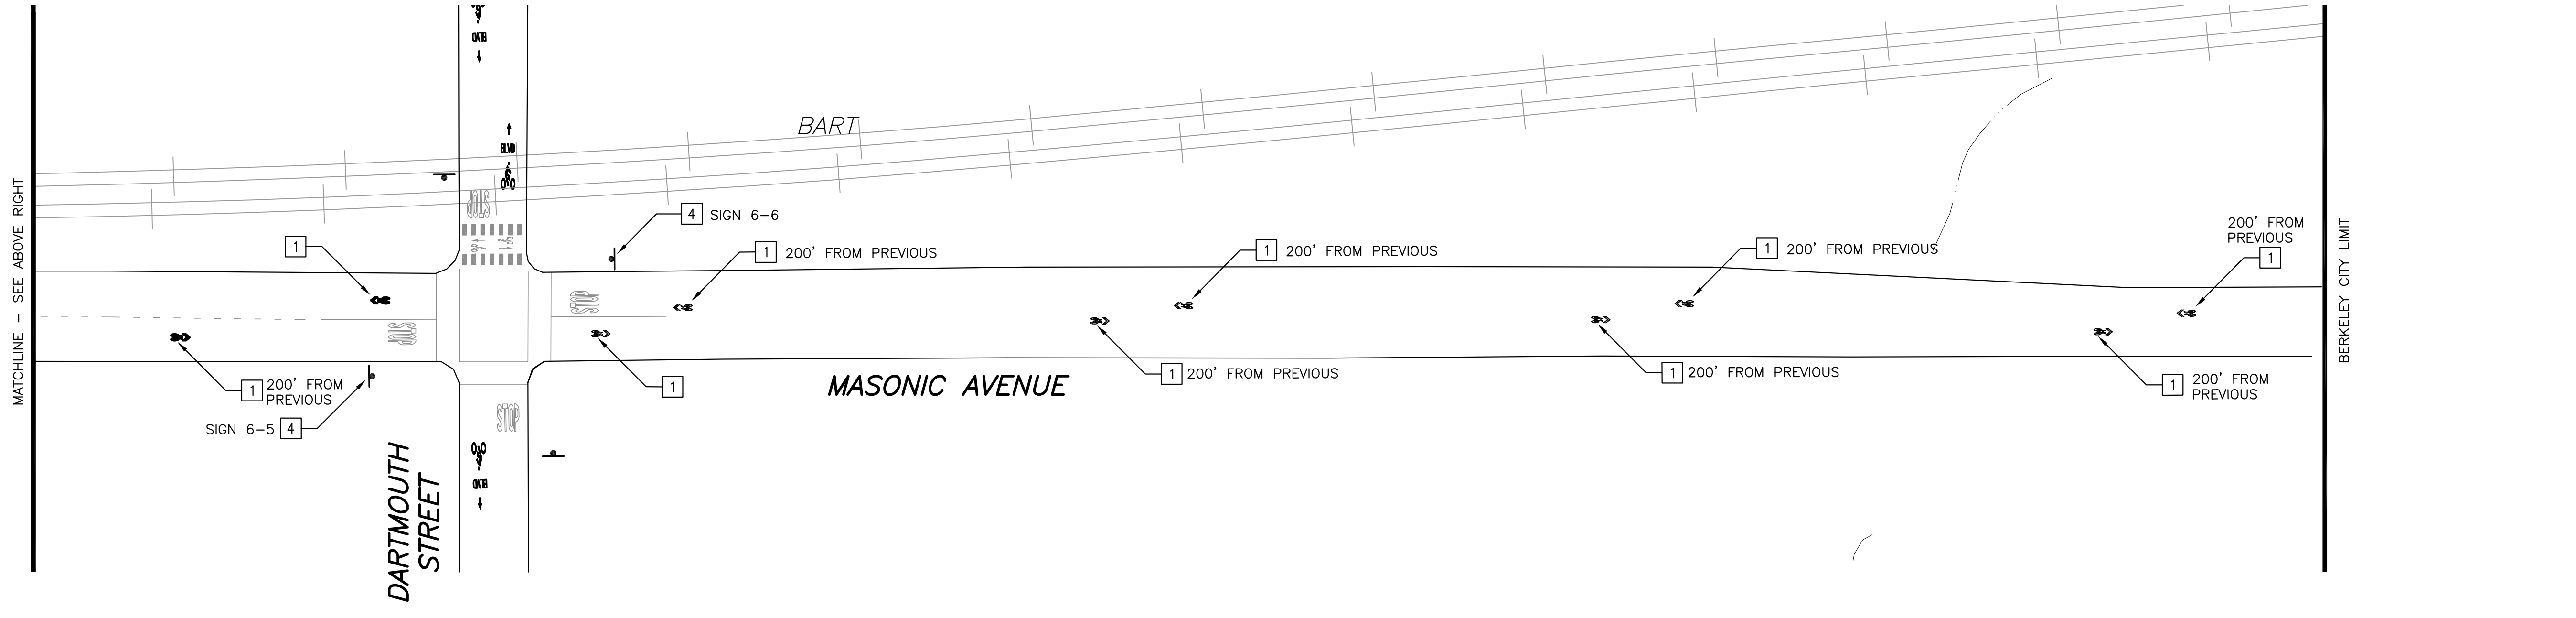 BLVD
BLVD
BART
STOP
MATCHLINE – SEE ABOVE RIGHT
4 SIGN 6-6
1
1 200' FROM PREVIOUS
1 200' FROM PREVIOUS
1 200' FROM PREVIOUS
200' FROM
PREVIOUS
1
BERKELEY CITY LIMIT
STOP
STOP
1 200' FROM
PREVIOUS
SIGN 6-5 4
1
MASONIC AVENUE
1 200' FROM PREVIOUS
1 200' FROM PREVIOUS
1 200' FROM
PREVIOUS
STOP
DARTMOUTH
STREET
BLVD